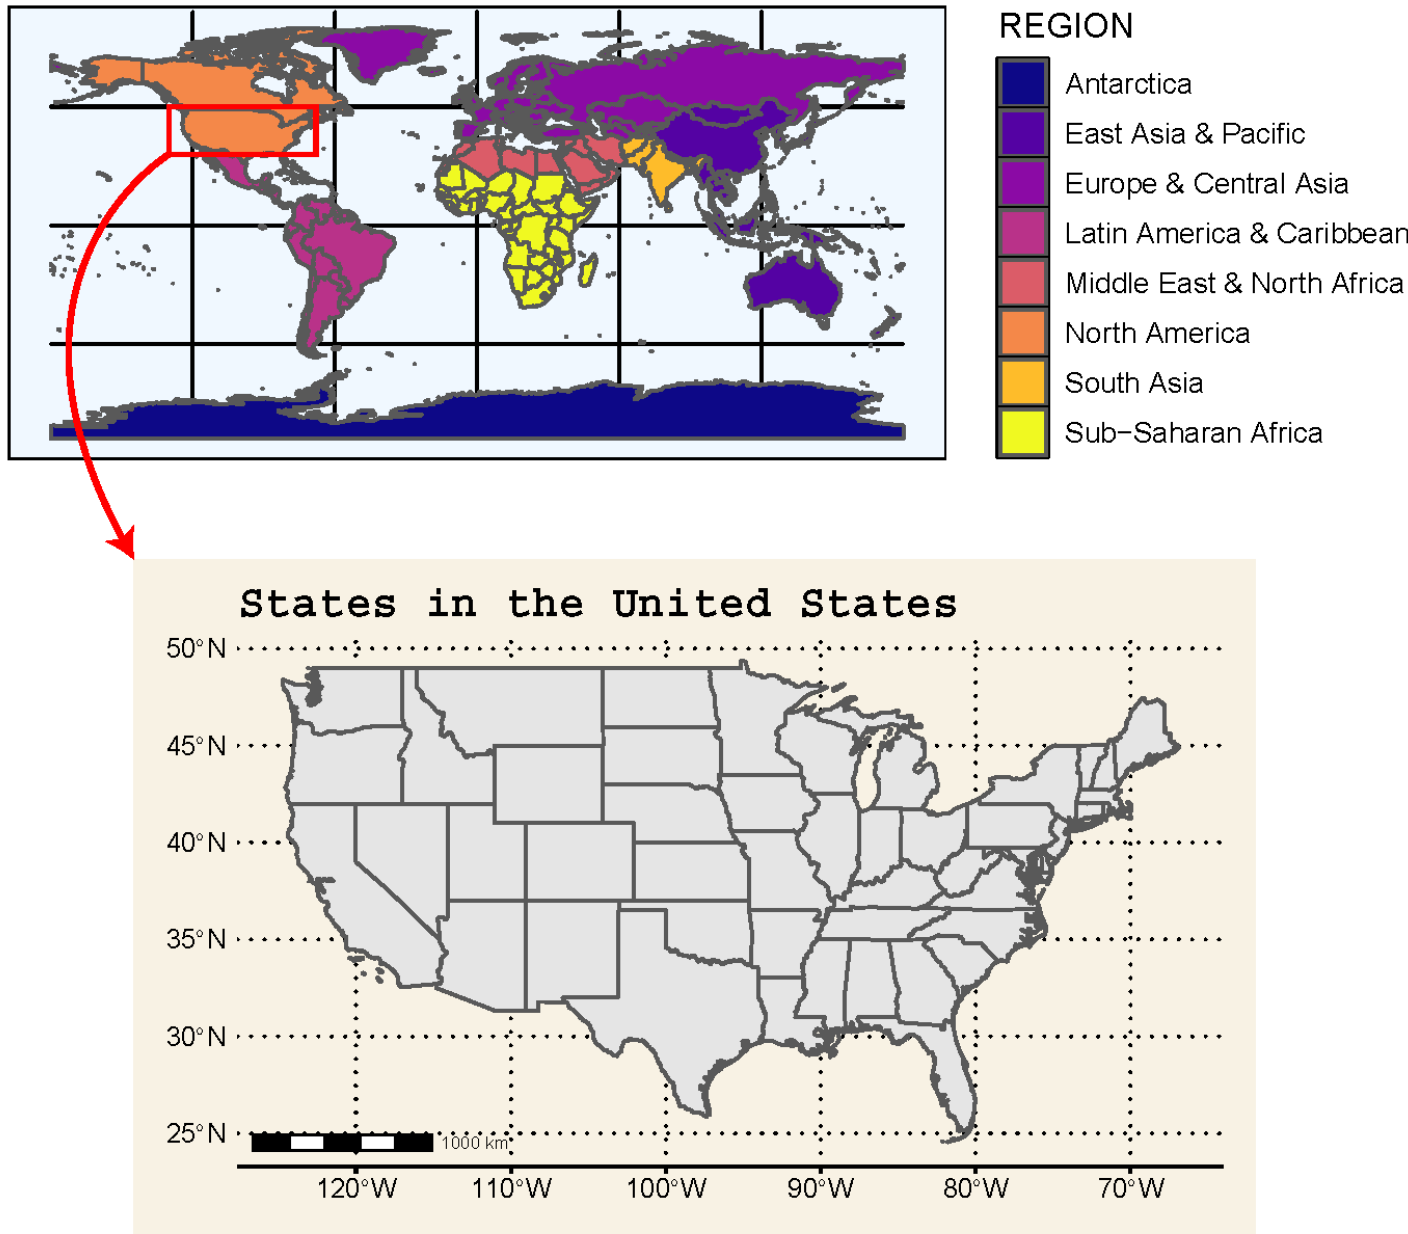 REGION
Antarctica
East Asia & Pacific
Europe & Central Asia
Latin America & Caribbean
Middle East & North Africa
North America
South Asia
Sub−Saharan Africa
States in the United States
50°N
45°N
40°N
35°N
30°N
25°N
1000 km
120°W
110°W
100°W
90°W
80°W
70°W